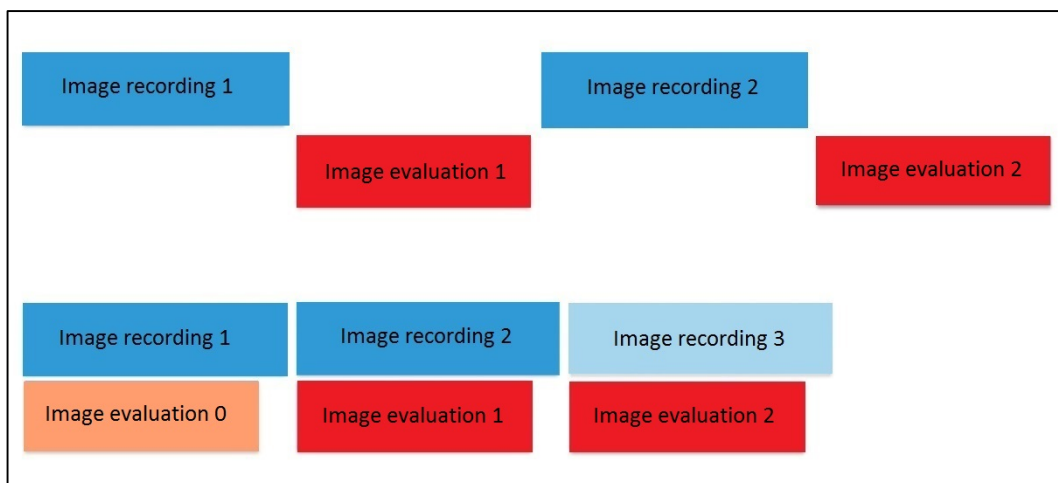 Image recording 1
Image recording 2
Image evaluation 1
Image evaluation 2
Image recording 1
Image recording 2
Image recording 3
Image evaluation 0
Image evaluation 1
Image evaluation 2